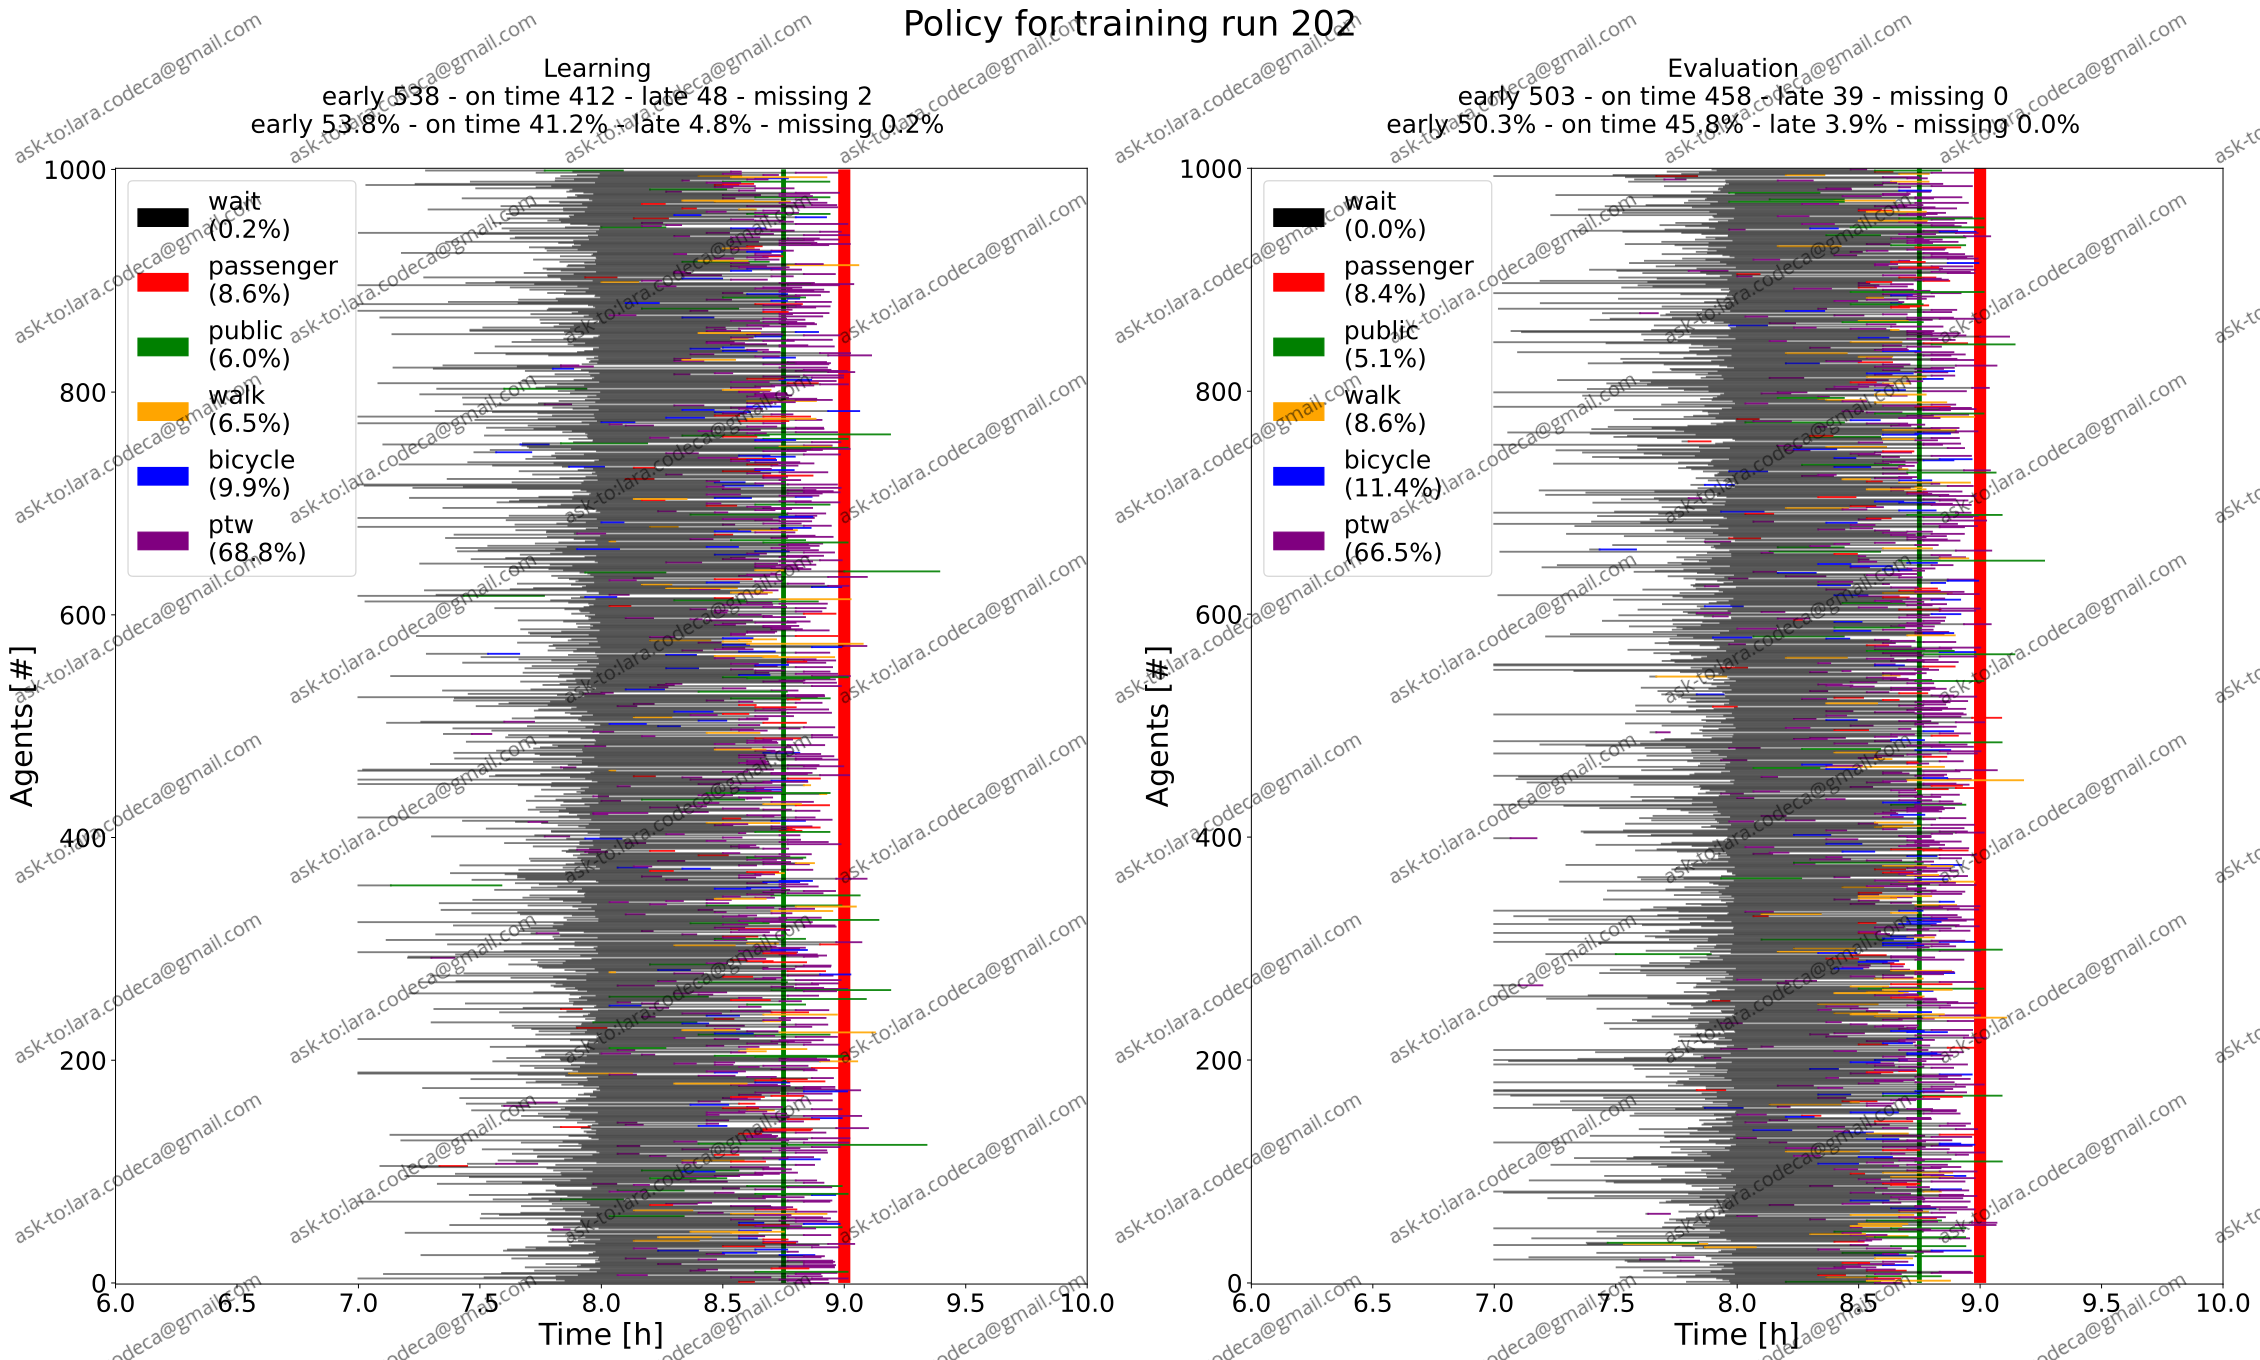 Policy for training run 202
Learning
early 538 - on time 412 - late 48 - missing 2
early 53.8% - on time 41.2% - late 4.8% - missing 0.2%
1000
800
600
400
200
0
Agents [#]
wait
(0.2%)
passenger
(8.6%)
public
(6.0%)
walk
(6.5%)
bicycle
(9.9%)
ptw
(68.8%)
6.0 6.5 7.0 7.5 8.0 8.5 9.0 9.5 10.0
Time [h]
Evaluation
early 503 - on time 458 - late 39 - missing 0
early 50.3% - on time 45.8% - late 3.9% - missing 0.0%
1000
800
600
400
200
0
Agents [#]
wait
(0.0%)
passenger
(8.4%)
public
(5.1%)
walk
(8.6%)
bicycle
(11.4%)
ptw
(66.5%)
6.0 6.5 7.0 7.5 8.0 8.5 9.0 9.5 10.0
Time [h]
ask-to:lara.codeca@gmail.com